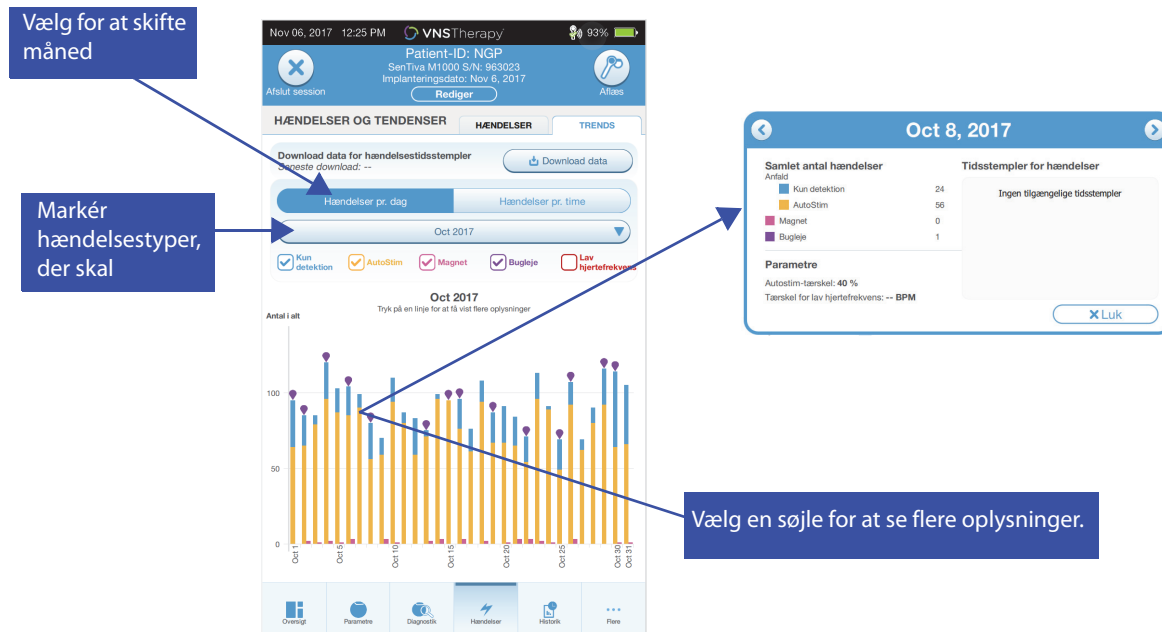 Vælg for at skifte
måned
Markér
hændelsestyper,
der skal
Nov 06, 2017 12:25 PM VNSTherapy 93%
Patient-ID: NGP
SenTiva M1000 S/N: 963023
Implanteringsdato: Nov 6, 2017
Afslut session
Rediger
Aflæs
HÆNDELSER OG TENDENSER
HÆNDELSER
TRENDS
Download data for hændelsestidsstempler
Seneste download: --
Download data
Hændelser pr. dag
Hændelser pr. time
Oct 2017
Kun
detektion
AutoStim
Magnet
Bugleje
Lav
hjertefrekvens
Oct 2017
Tryk på en linje for at få vist flere oplysninger
Antal i alt
100
50
0
Oct 1
Oct 5
Oct 10
Oct 15
Oct 20
Oct 25
Oct 30
Oct 31
Oversigt
Parametre
Diagnostik
Hændelser
Historik
Flere
Oct 8, 2017
Samlet antal hændelser
Antald
Kun detektion 24
AutoStim 56
Magnet 0
Bugleje 1
Parametre
Autostim-tærskel: 40 %
Tærskel for lav hjertefrekvens: -- BPM
Tidsstempler for hændelser
Ingen tilgængelige tidsstempler
Luk
Vælg en søjle for at se flere oplysninger.